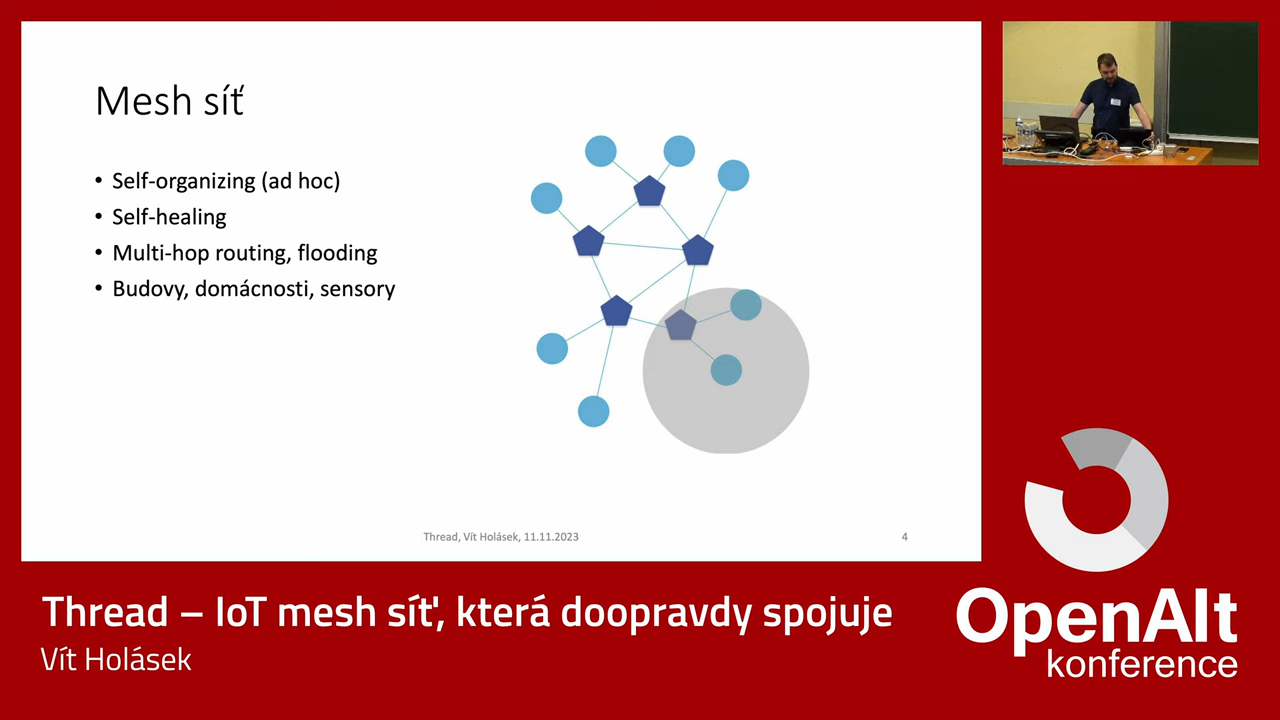 Mesh síť
• Self-organizing (ad hoc)
• Self-healing
• Multi-hop routing, flooding
• Budovy, domácnosti, sensory
Thread, Vít Holásek, 11.11.2023
4
Thread – IoT mesh síť, která doopravdy spojuje
Vít Holásek
OpenAlt
konference